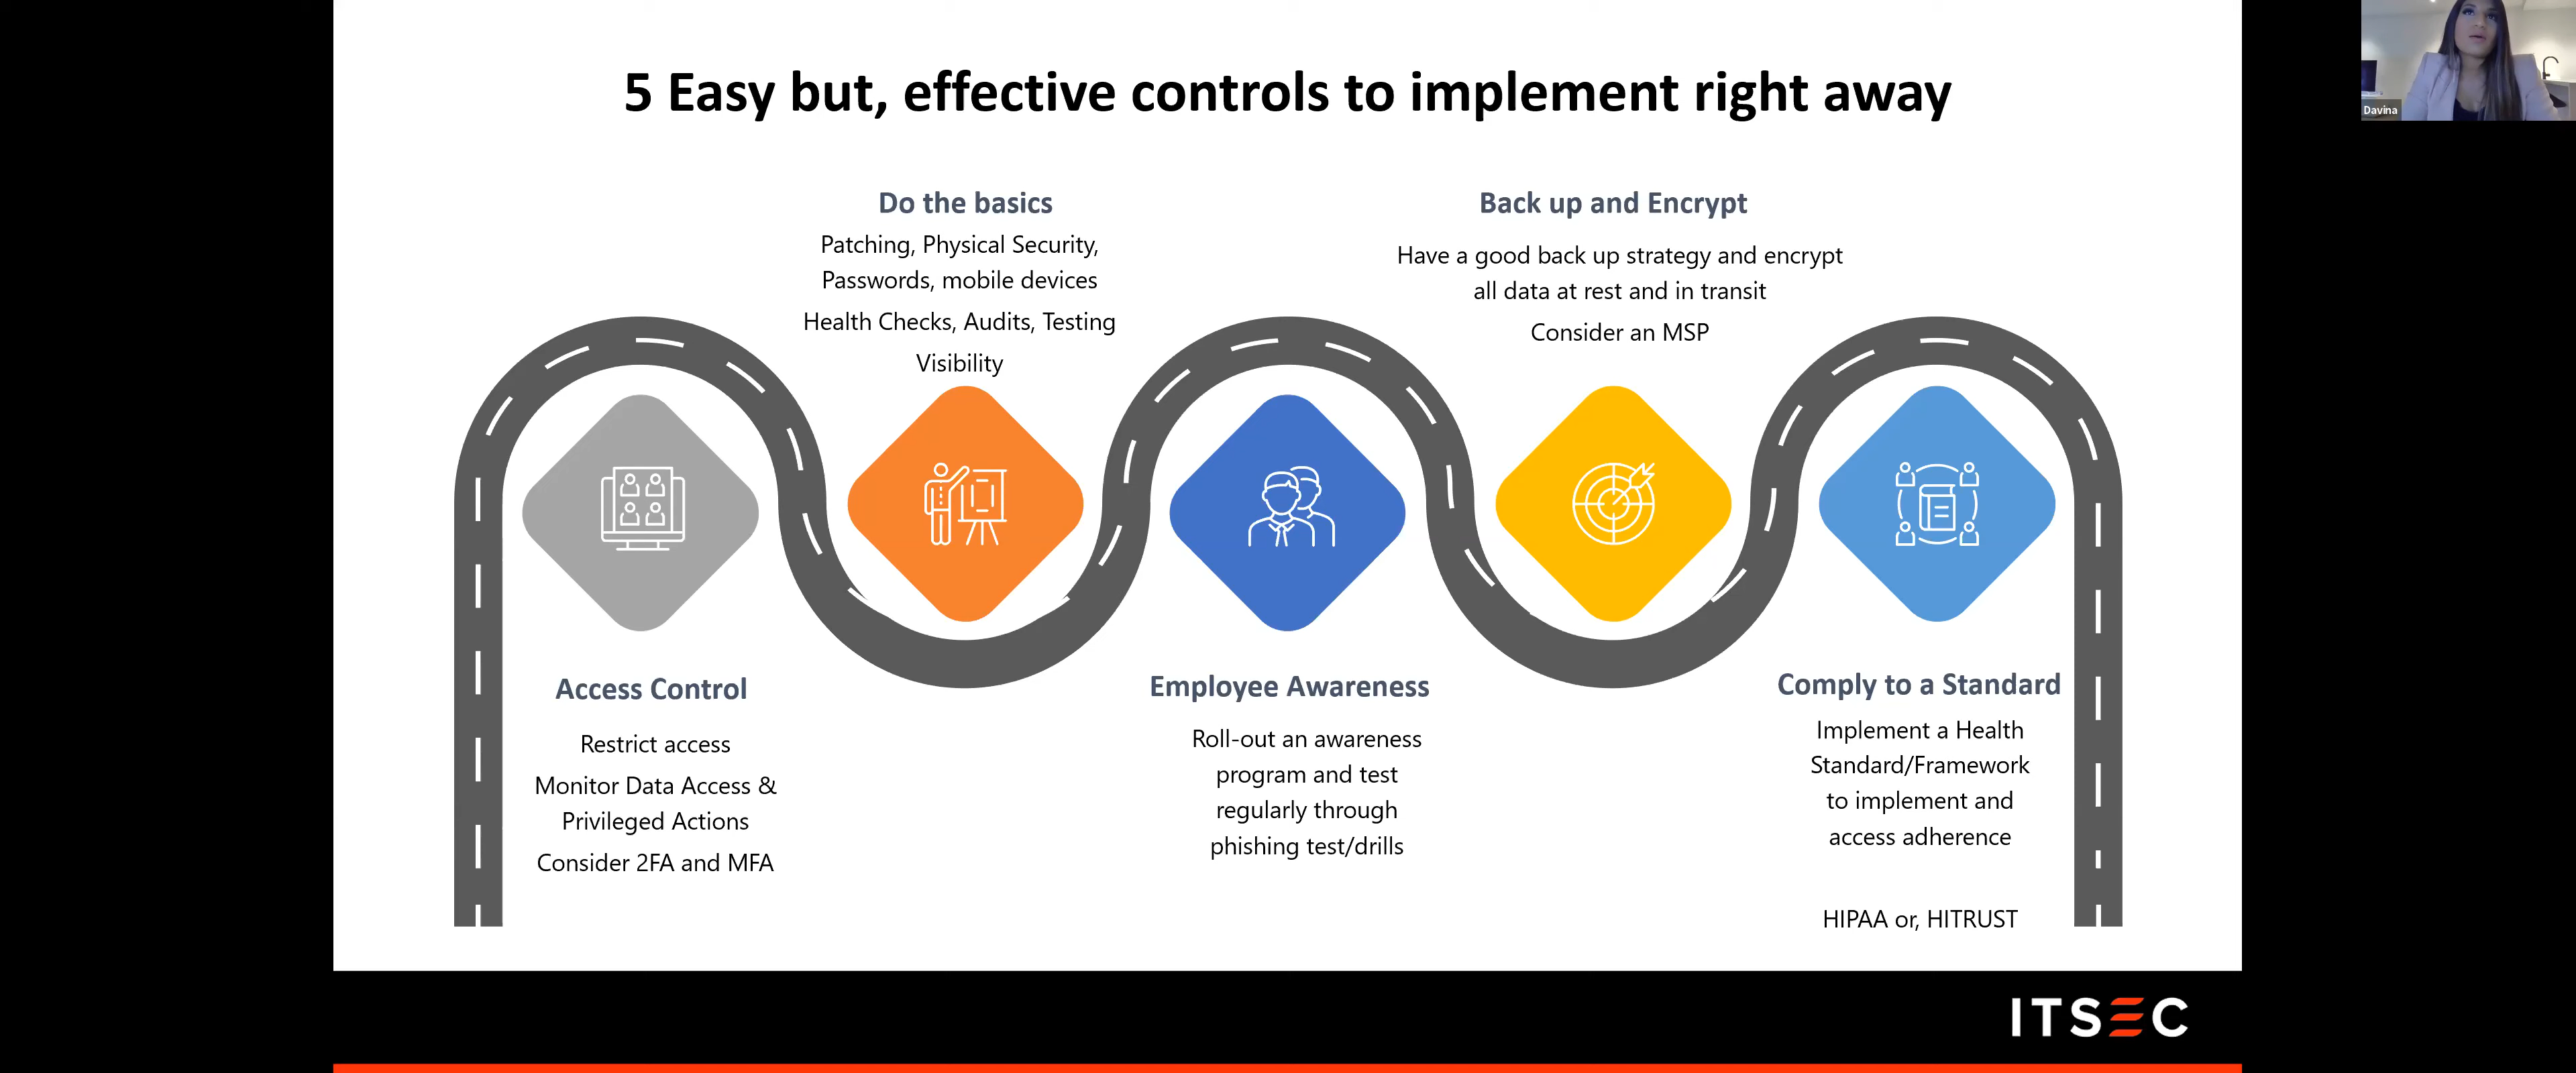 5 Easy but, effective controls to implement right away
Davina
Do the basics
Patching, Physical Security,
Passwords, mobile devices
Health Checks, Audits, Testing
Visibility
Back up and Encrypt
Have a good back up strategy and encrypt
all data at rest and in transit
Consider an MSP
Access Control
Restrict access
Monitor Data Access &
Privileged Actions
Consider 2FA and MFA
Employee Awareness
Roll-out an awareness
program and test
regularly through
phishing test/drills
Comply to a Standard
Implement a Health
Standard/Framework
to implement and
access adherence
HIPAA or, HITRUST
ITSEC